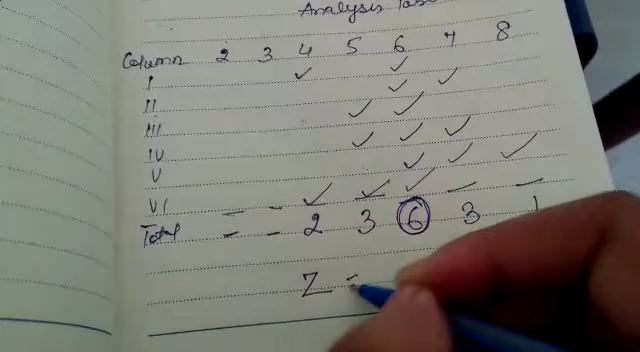 Analysis Tabl
Column 2 3 4 5 6 7 8
I ✓ ✓
II ✓ ✓
III ✓ ✓
IV ✓ ✓ ✓
V ✓ ✓ ✓
VI – – ✓ ✓ ✓ – –
Total – – 2 3 6 3 1
Z =